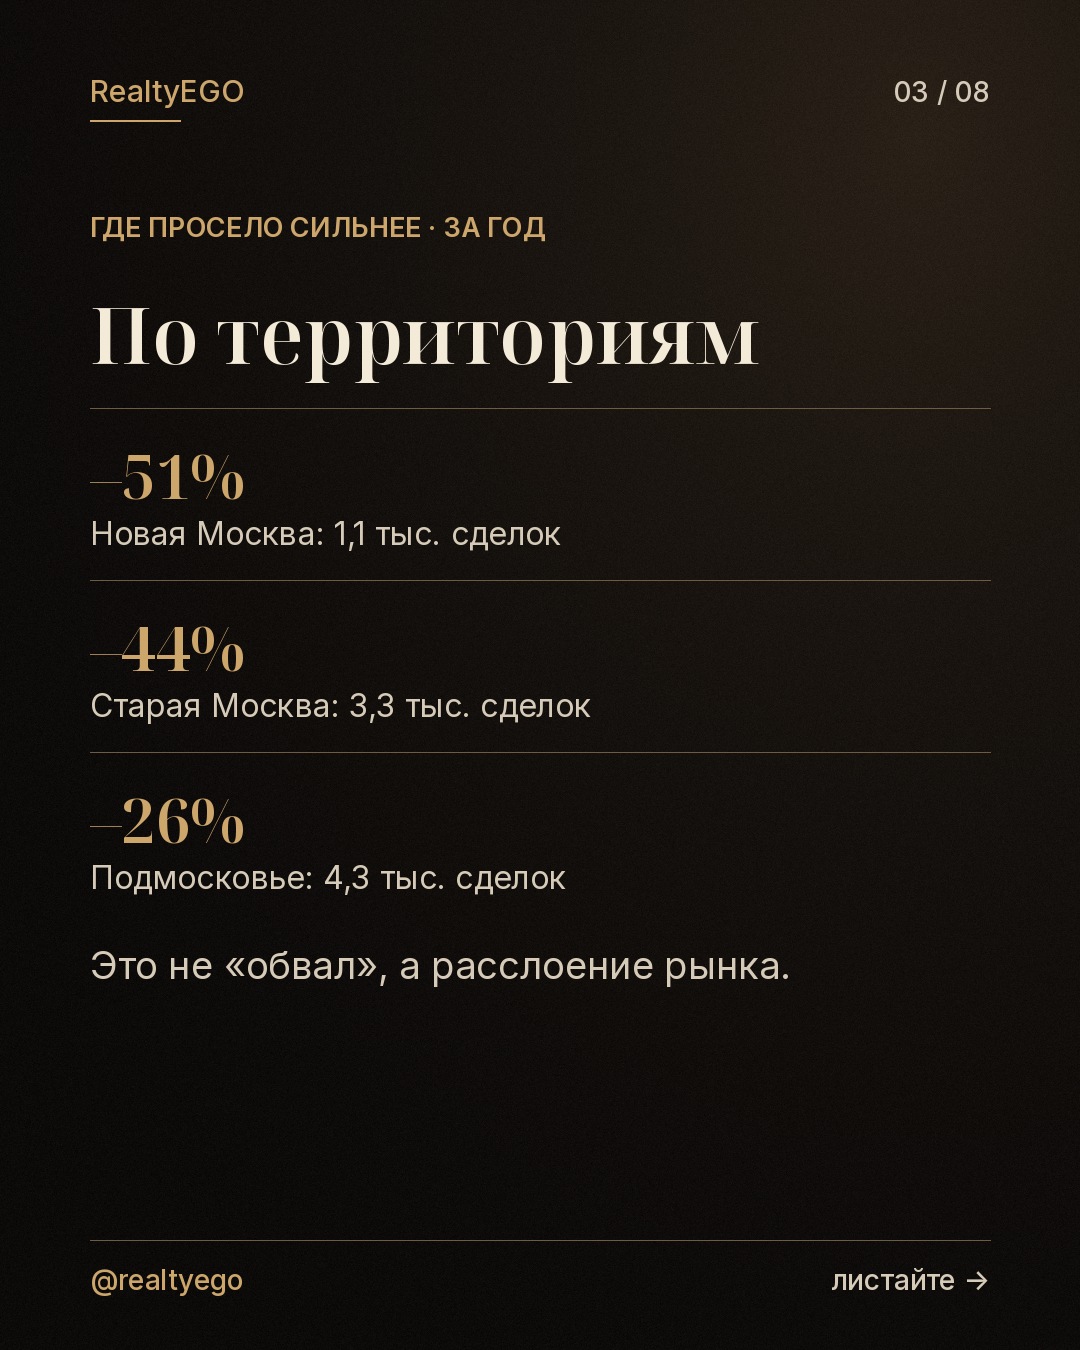 RealtyEGO
03 / 08
ГДЕ ПРОСЕЛО СИЛЬНЕЕ · ЗА ГОД
По территориям
–51%
Новая Москва: 1,1 тыс. сделок
–44%
Старая Москва: 3,3 тыс. сделок
–26%
Подмосковье: 4,3 тыс. сделок
Это не «обвал», а расслоение рынка.
@realtyego
листайте →